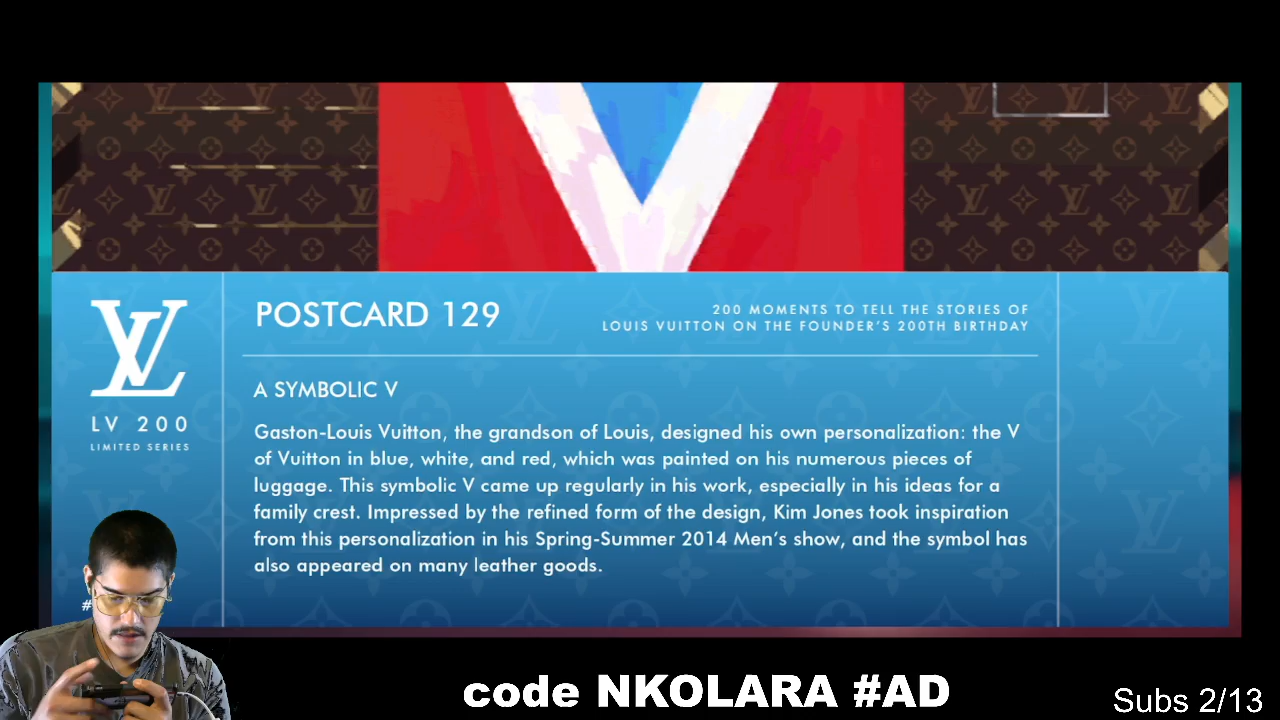 POSTCARD 129
200 MOMENTS TO TELL THE STORIES OF
LOUIS VUITTON ON THE FOUNDER'S 200TH BIRTHDAY
LV
LV 200
LIMITED SERIES
A SYMBOLIC V
Gaston-Louis Vuitton, the grandson of Louis, designed his own personalization: the V
of Vuitton in blue, white, and red, which was painted on his numerous pieces of
luggage. This symbolic V came up regularly in his work, especially in his ideas for a
family crest. Impressed by the refined form of the design, Kim Jones took inspiration
from this personalization in his Spring-Summer 2014 Men's show, and the symbol has
also appeared on many leather goods.
#
code NKOLARA #AD
Subs 2/13